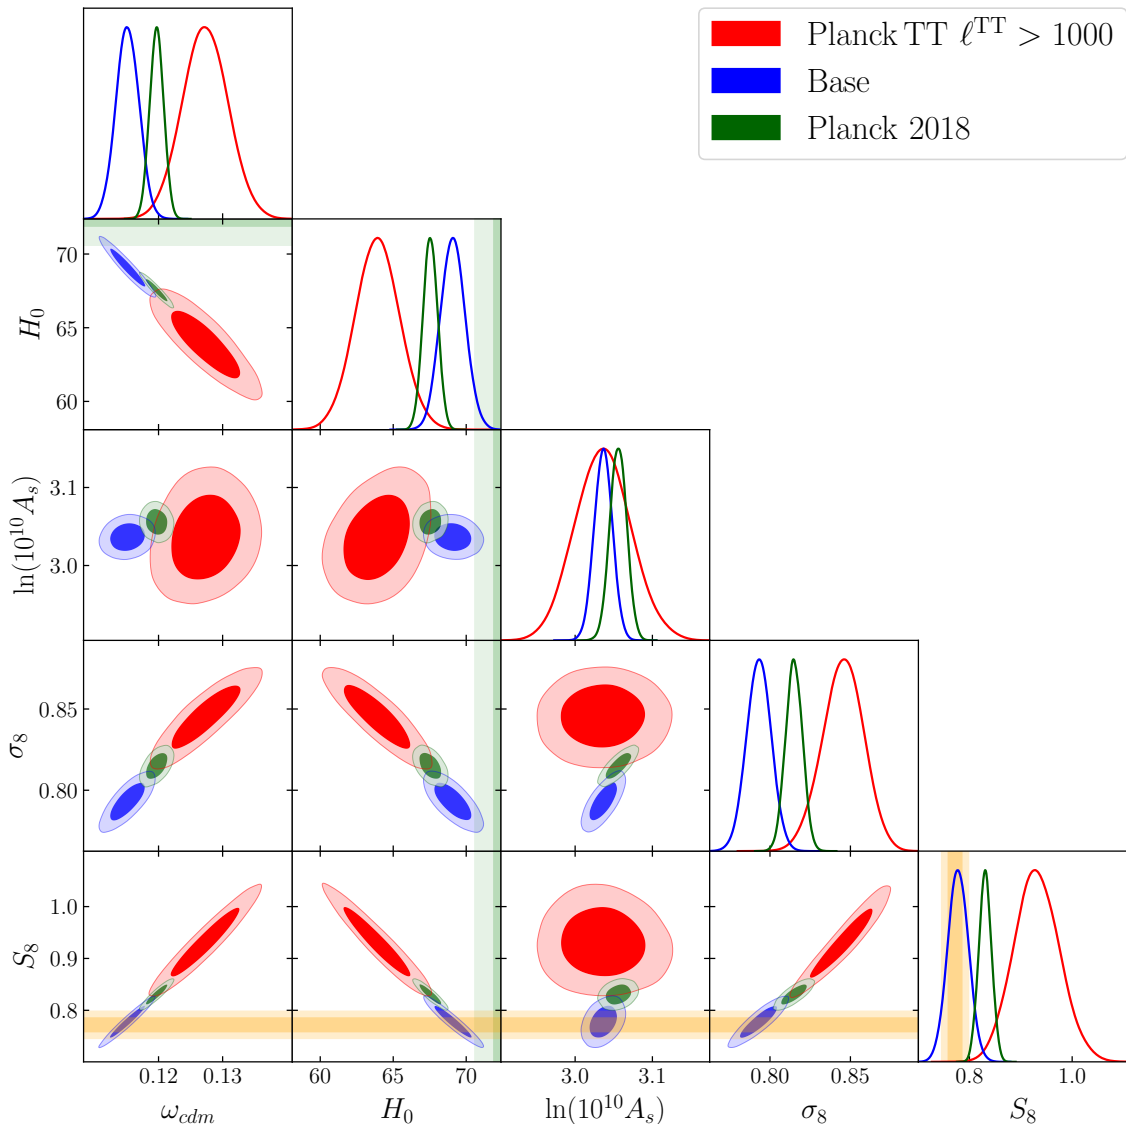 Planck TT ℓ^TT > 1000
Base
Planck 2018
70
65
60
H_0
3.1
3.0
ln(10^10 A_s)
0.85
0.80
σ_8
1.0
0.9
0.8
S_8
0.12 0.13 60 65 70 3.0 3.1 0.80 0.85 0.8 1.0
ω_cdm H_0 ln(10^10 A_s) σ_8 S_8